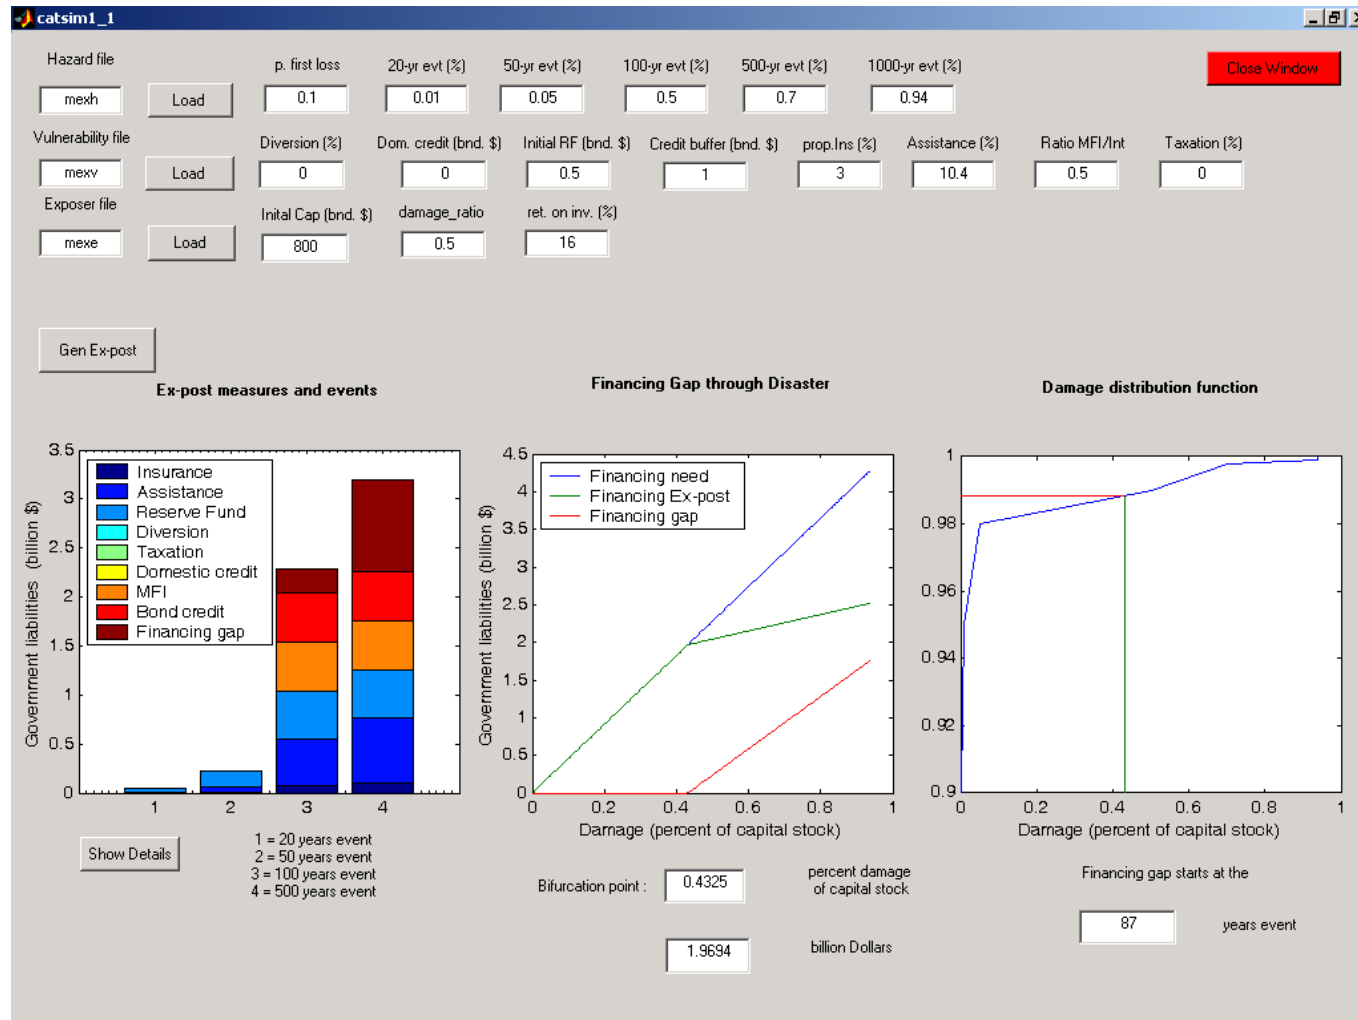 catsim1_1
Hazard file
p. first loss
20-yr evt (%)
50-yr evt (%)
100-yr evt (%)
500-yr evt (%)
1000-yr evt (%)
Close Window
mexh
Load
0.1
0.01
0.05
0.5
0.7
0.94
Vulnerability file
Diversion (%)
Dom. credit (bnd. $)
Initial RF (bnd. $)
Credit buffer (bnd. $)
prop.Ins (%)
Assistance (%)
Ratio MFI/Int
Taxation (%)
mexv
Load
0
0
0.5
1
3
10.4
0.5
0
Exposer file
Inital Cap (bnd. $)
damage_ratio
ret. on inv. (%)
mexe
Load
800
0.5
16
Gen Ex-post
Ex-post measures and events
Government liabilities (billion $)
3.5
3
2.5
2
1.5
1
0.5
0
Insurance
Assistance
Reserve Fund
Diversion
Taxation
Domestic credit
MFI
Bond credit
Financing gap
1
2
3
4
Show Details
1 = 20 years event
2 = 50 years event
3 = 100 years event
4 = 500 years event
Financing Gap through Disaster
Government liabilities (billion $)
4.5
4
3.5
3
2.5
2
1.5
1
0.5
0
Financing need
Financing Ex-post
Financing gap
0
0.2
0.4
0.6
0.8
1
Damage (percent of capital stock)
Bifurcation point :
0.4325
percent damage
of capital stock
1.9694
billion Dollars
Damage distribution function
1
0.98
0.96
0.94
0.92
0.9
0
0.2
0.4
0.6
0.8
1
Damage (percent of capital stock)
Financing gap starts at the
87
years event